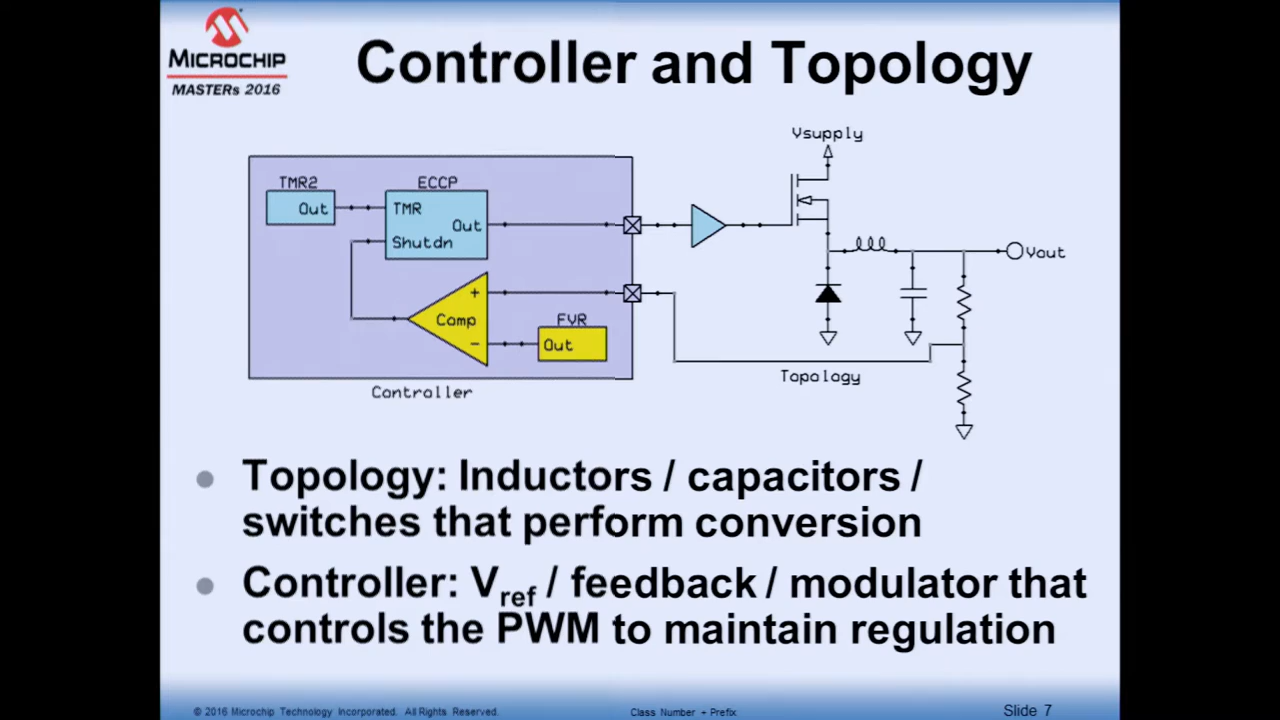 MICROCHIP
MASTERs 2016
Controller and Topology
Vsupply
TMR2
ECCP
Out
TMR
Out
Shutdn
Vout
+
Comp
FVR
-
Out
Topology
Controller
Topology: Inductors / capacitors /
switches that perform conversion
Controller: Vref / feedback / modulator that
controls the PWM to maintain regulation
© 2016 Microchip Technology Incorporated. All Rights Reserved.
Class Number + Prefix
Slide 7